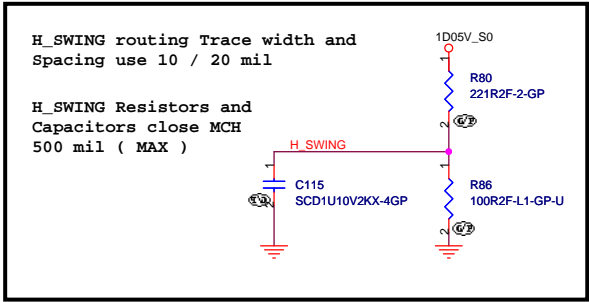 H_SWING routing Trace width and
Spacing use 10 / 20 mil
H_SWING Resistors and
Capacitors close MCH
500 mil ( MAX )
1D05V_S0
1
R80
221R2F-2-GP
2
G/P
H_SWING
1
C115
SCD1U10V2KX-4GP
2
1
R86
100R2F-L1-GP-U
2
G/P